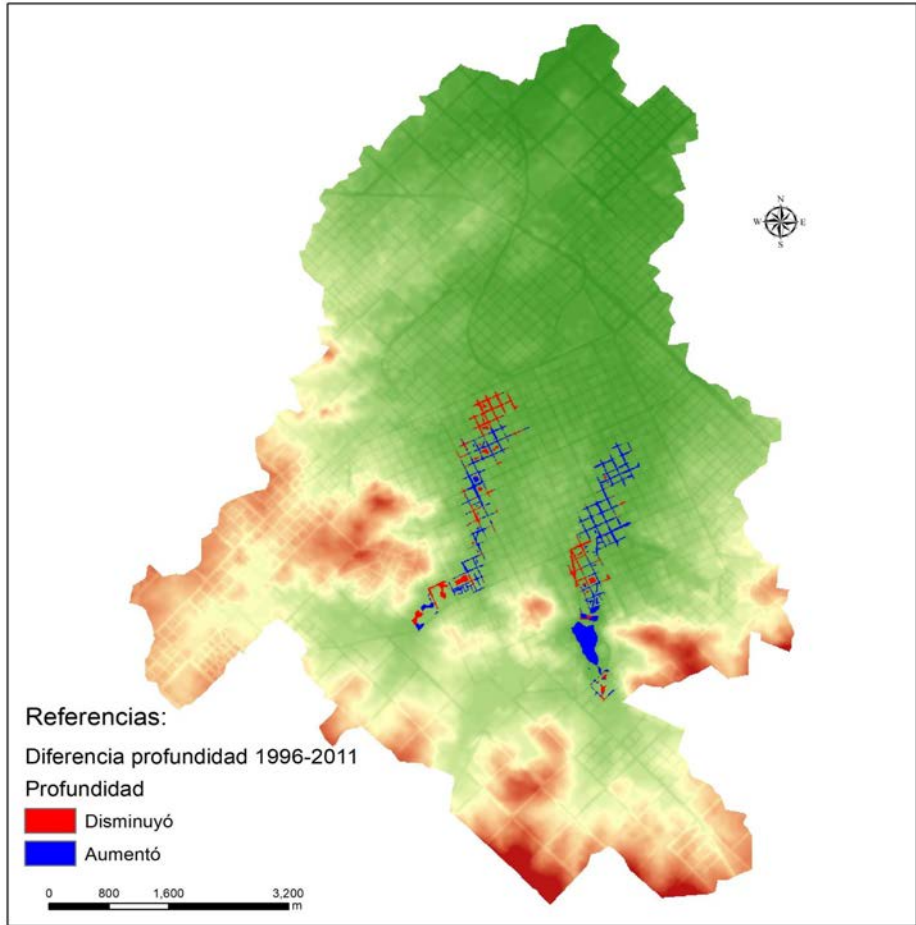 N
W E
S
Referencias:
Diferencia profundidad 1996-2011
Profundidad
Disminuyó
Aumentó
0 800 1,600 3,200
m